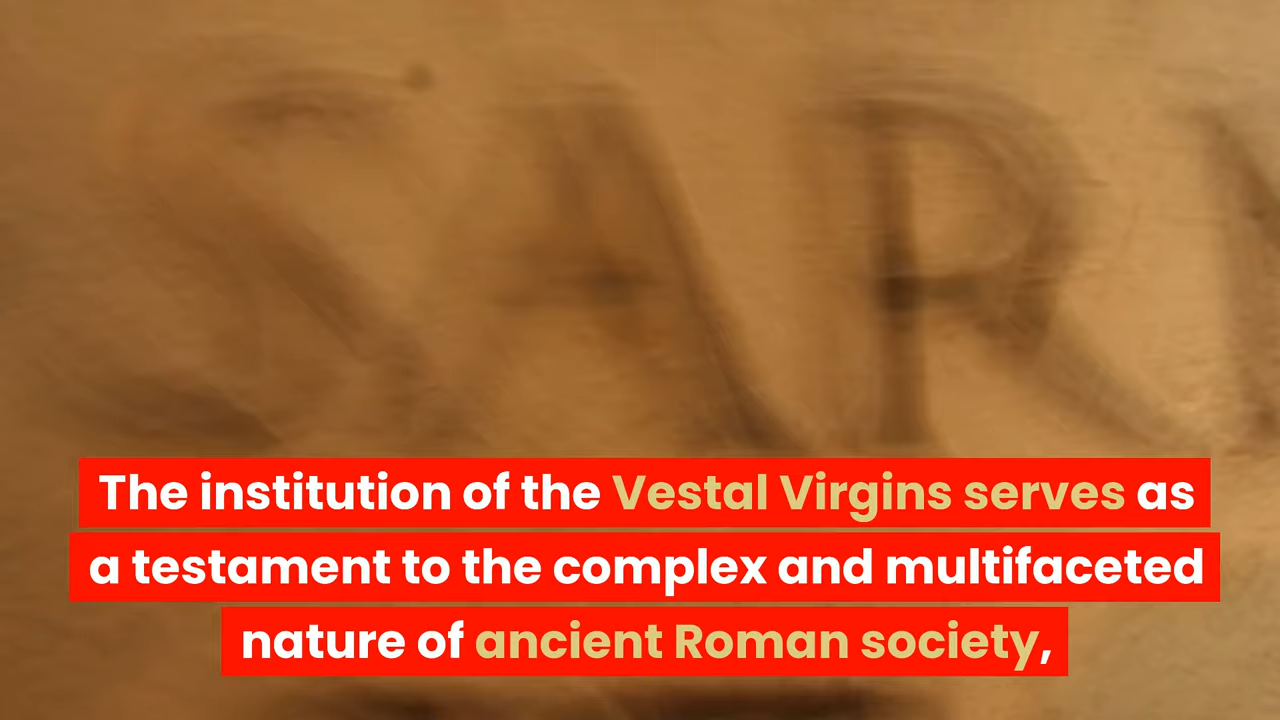 SAR
The institution of the Vestal Virgins serves as
a testament to the complex and multifaceted
nature of ancient Roman society,